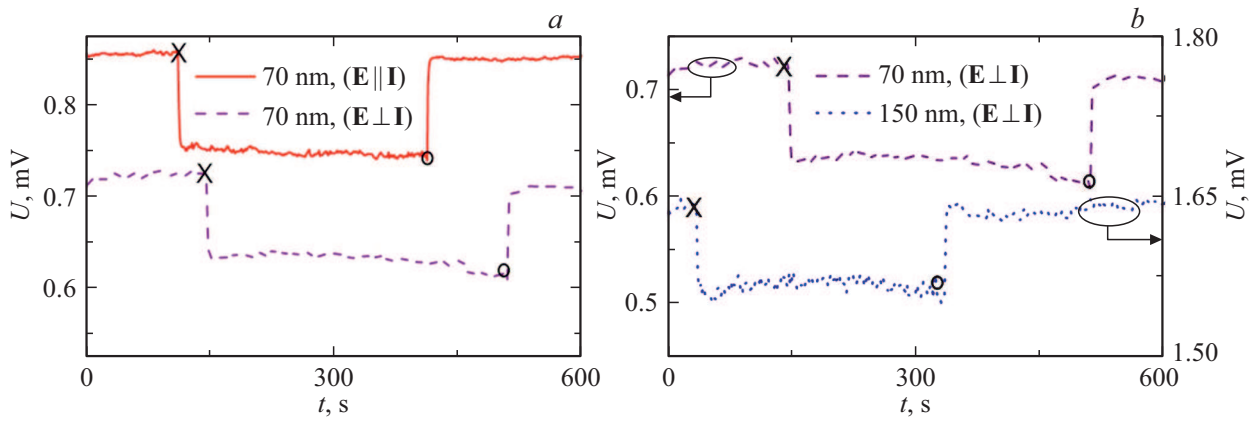 a
0.8
0.7
0.6
U, mV
70 nm, (E∥I)
70 nm, (E⊥I)
0
300
600
t, s
b
0.7
0.6
0.5
U, mV
70 nm, (E⊥I)
150 nm, (E⊥I)
1.80
1.65
1.50
U, mV
0
300
600
t, s